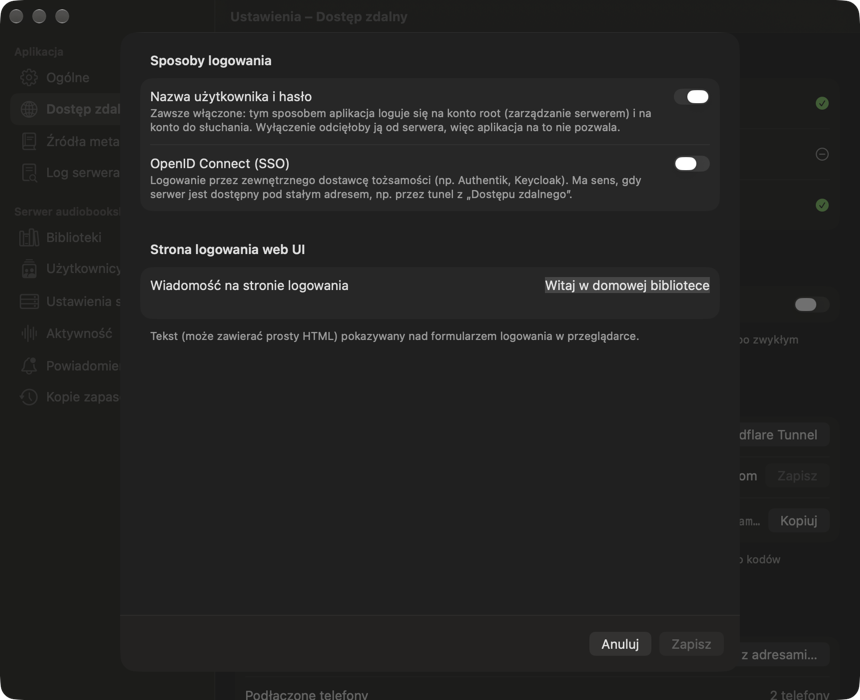 Ustawienia – Dostęp zdalny
Aplikacja
Ogólne
Dostęp zdal
Źródła meta
Log serwera
Serwer audiobooks
Biblioteki
Użytkownicy
Ustawienia s
Aktywność
Powiadomie
Kopie zapas
Sposoby logowania
Nazwa użytkownika i hasło
Zawsze włączone: tym sposobem aplikacja loguje się na konto root (zarządzanie serwerem) i na
konto do słuchania. Wyłączenie odcięłoby ją od serwera, więc aplikacja na to nie pozwala.
OpenID Connect (SSO)
Logowanie przez zewnętrznego dostawcę tożsamości (np. Authentik, Keycloak). Ma sens, gdy
serwer jest dostępny pod stałym adresem, np. przez tunel z „Dostępu zdalnego”.
Strona logowania web UI
Wiadomość na stronie logowania
Witaj w domowej bibliotece
Tekst (może zawierać prosty HTML) pokazywany nad formularzem logowania w przeglądarce.
Anuluj
Zapisz
po zwykłym
dflare Tunnel
om
Zapisz
am…
Kopiuj
o kodów
z adresami…
Podłączone telefony
2 telefony